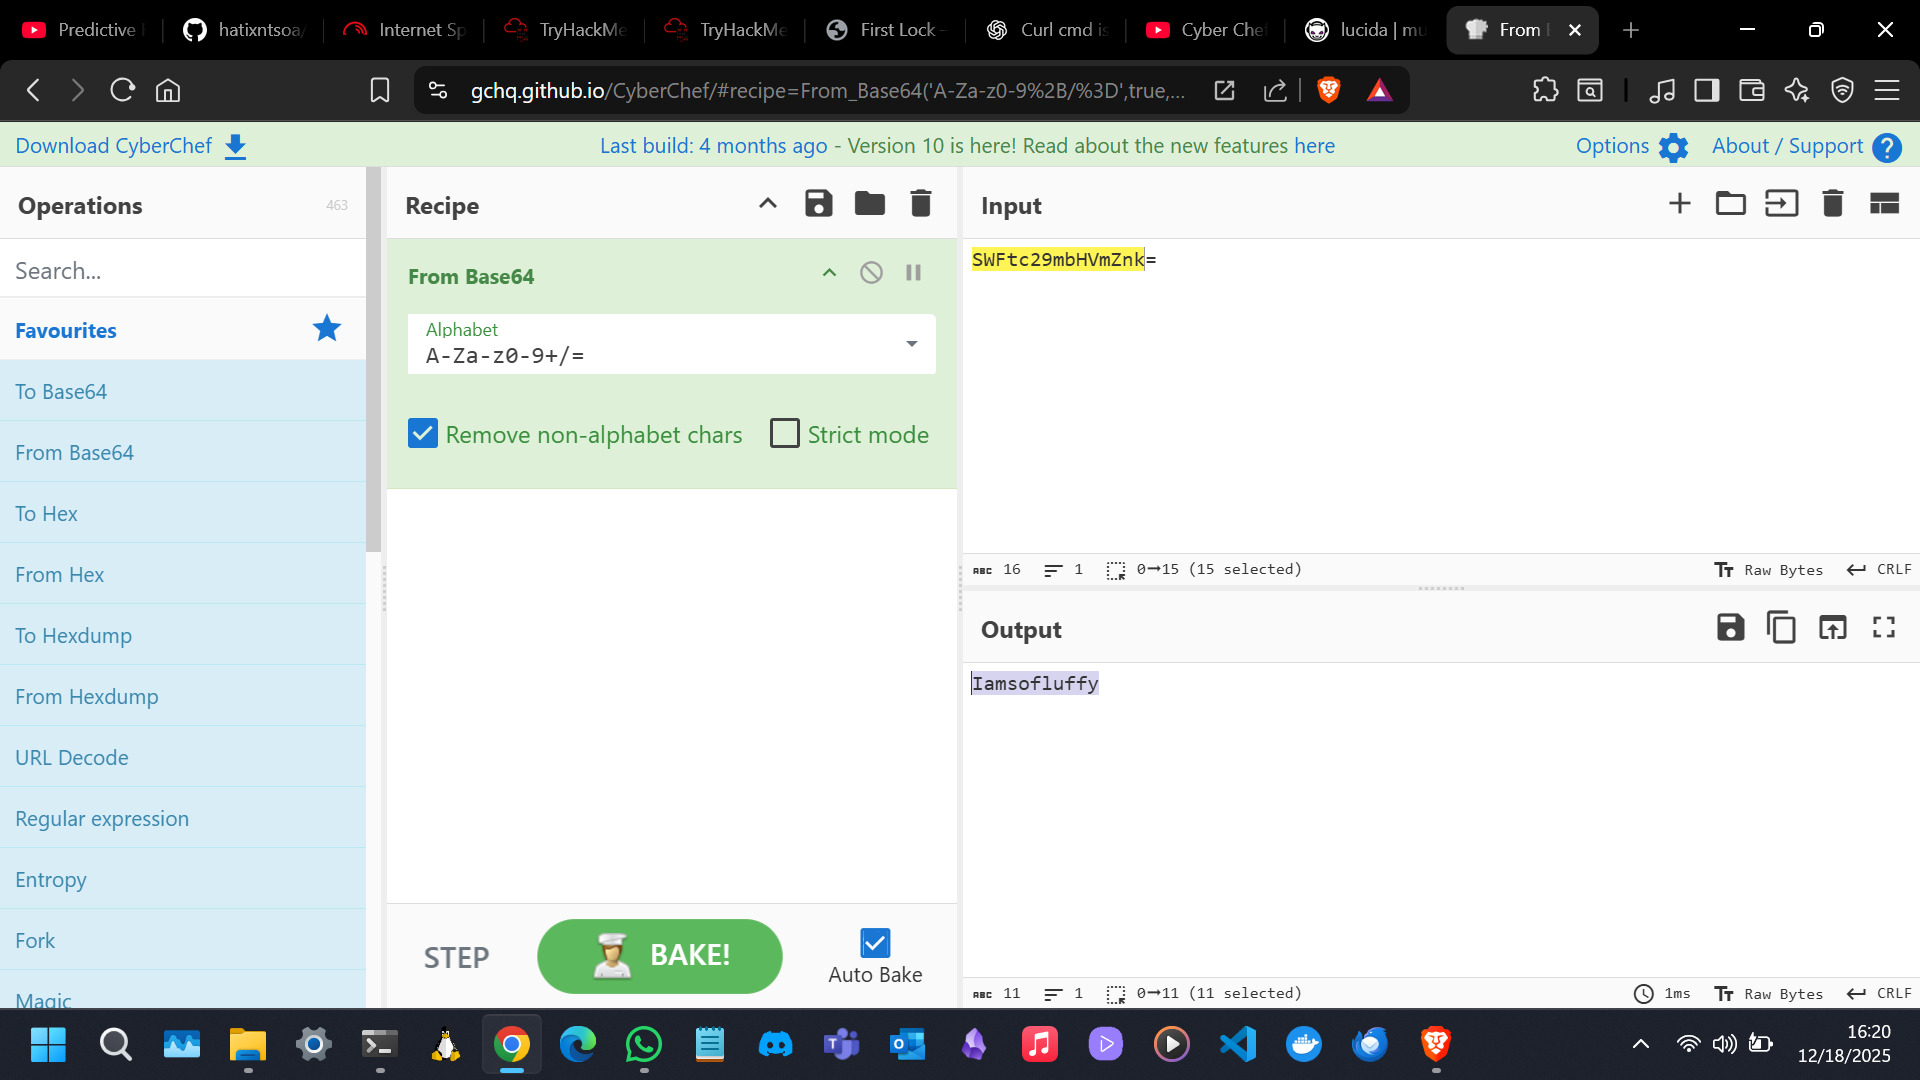 Predictive
hatixntsoa/
Internet Sp
TryHackMe
TryHackMe
First Lock -
Curl cmd is
Cyber Chef
lucida | mu
From
gchq.github.io/CyberChef/#recipe=From_Base64('A-Za-z0-9%2B/%3D',true,...
Download CyberChef
Last build: 4 months ago - Version 10 is here! Read about the new features here
Options
About / Support
Operations
463
Search...
Favourites
To Base64
From Base64
To Hex
From Hex
To Hexdump
From Hexdump
URL Decode
Regular expression
Entropy
Fork
Magic
Recipe
From Base64
Alphabet
A-Za-z0-9+/=
Remove non-alphabet chars
Strict mode
STEP
BAKE!
Auto Bake
Input
SWFtc29mbHVmZnk=
ABC 16
1
0→15 (15 selected)
Raw Bytes
CRLF
Output
Iamsofluffy
ABC 11
1
0→11 (11 selected)
1ms
Raw Bytes
CRLF
16:20
12/18/2025